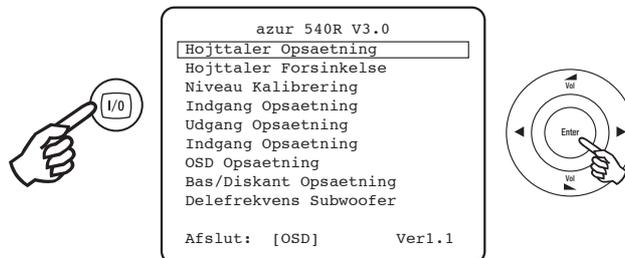 I/0
azur 540R V3.0
Hojttaler Opsaetning
Hojttaler Forsinkelse
Niveau Kalibrering
Indgang Opsaetning
Udgang Opsaetning
Indgang Opsaetning
OSD Opsaetning
Bas/Diskant Opsaetning
Delefrekvens Subwoofer
Afslut: [OSD] Ver1.1
Vol
Enter
Vol